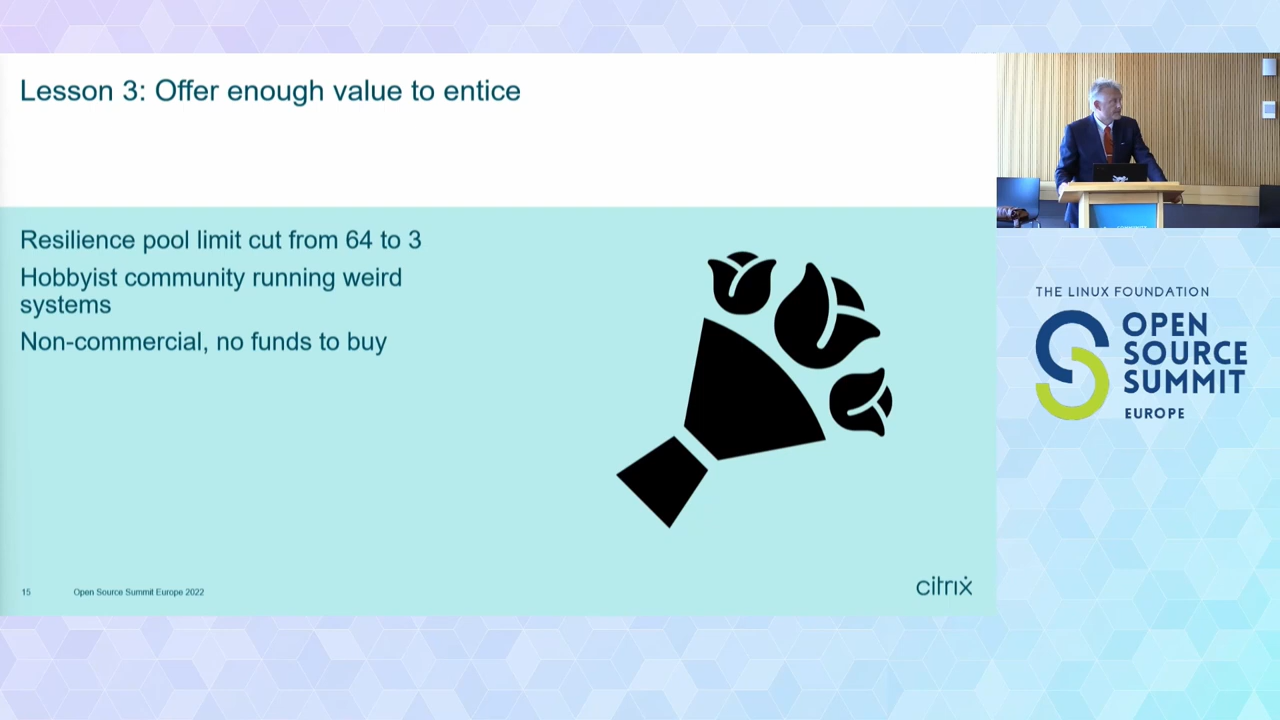 Lesson 3: Offer enough value to entice
Resilience pool limit cut from 64 to 3
Hobbyist community running weird
systems
Non-commercial, no funds to buy
15
Open Source Summit Europe 2022
citrix
THE LINUX FOUNDATION
OPEN
SOURCE
SUMMIT
EUROPE